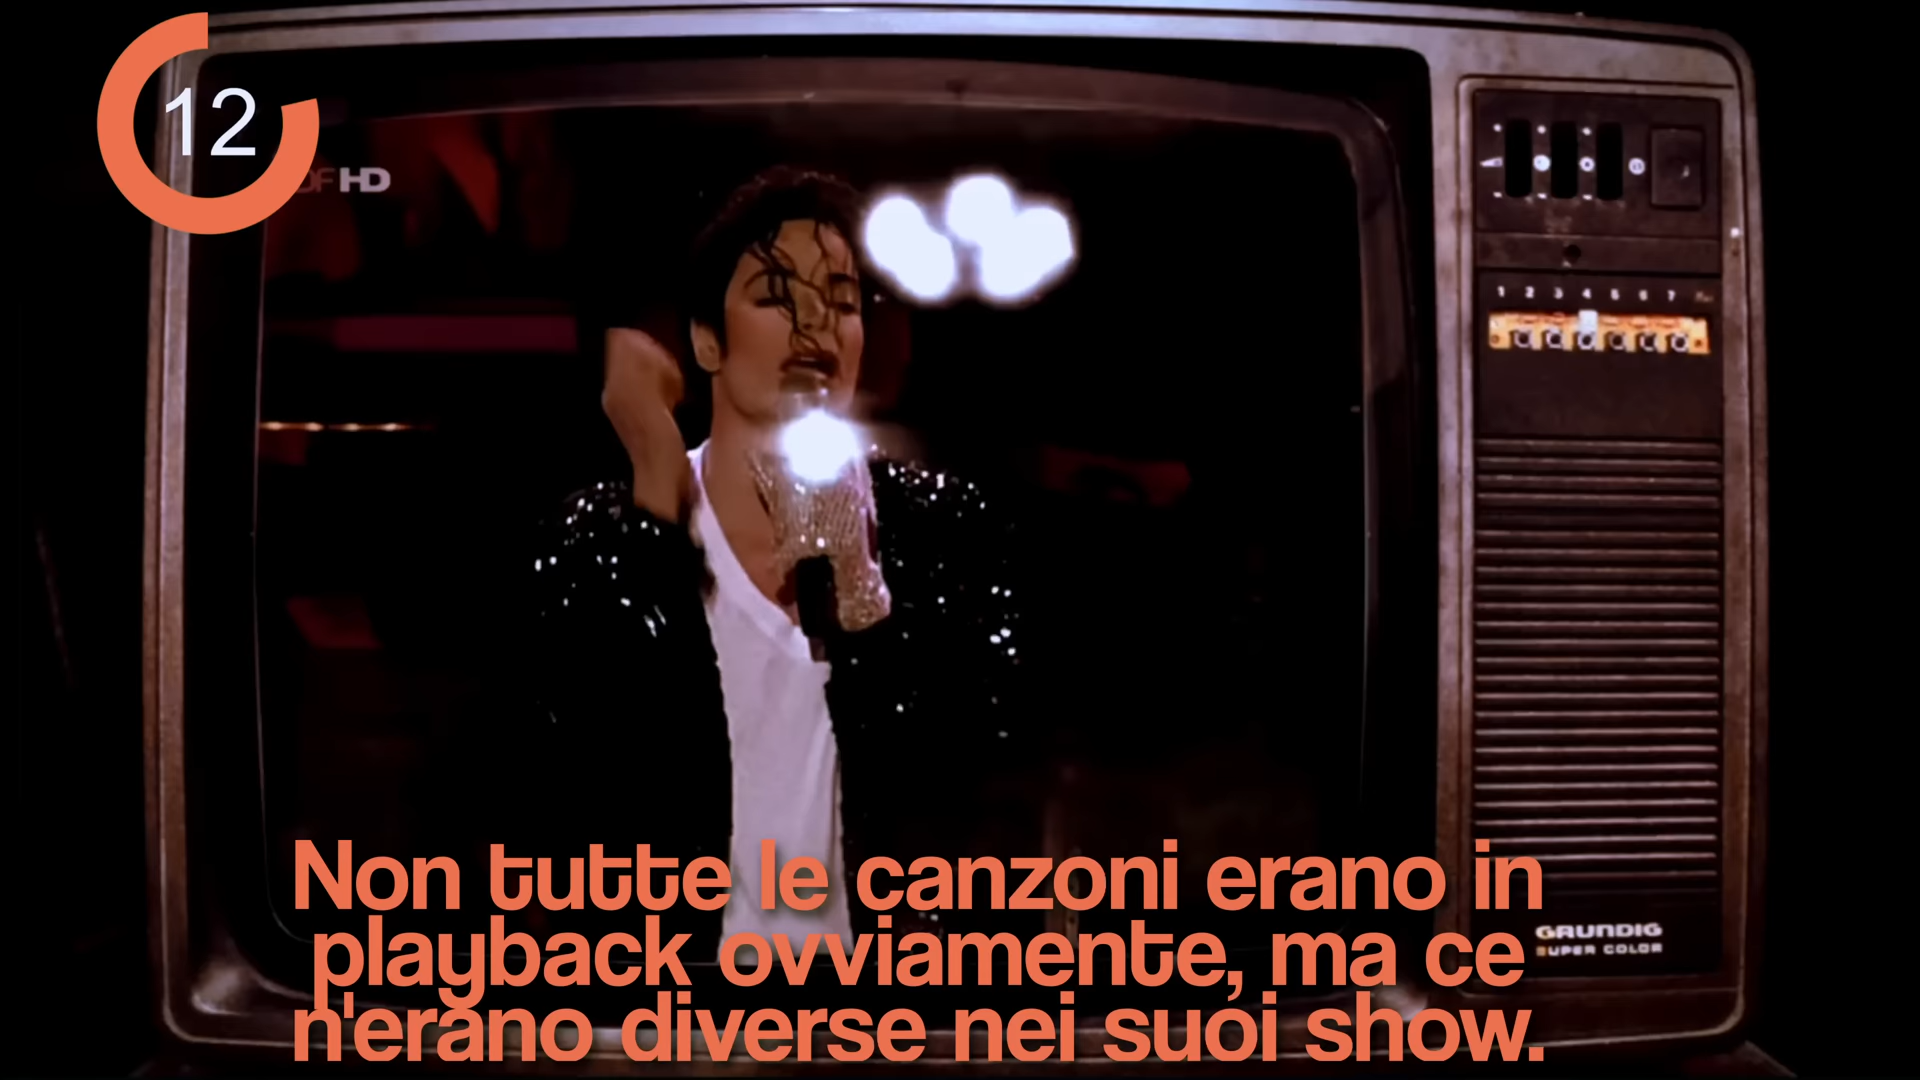 12
DF HD
1 2 3 4 5 6 7
Non tutte le canzoni erano in
playback ovviamente, ma ce
n'erano diverse nei suoi show.
GRUNDIG
SUPER COLOR